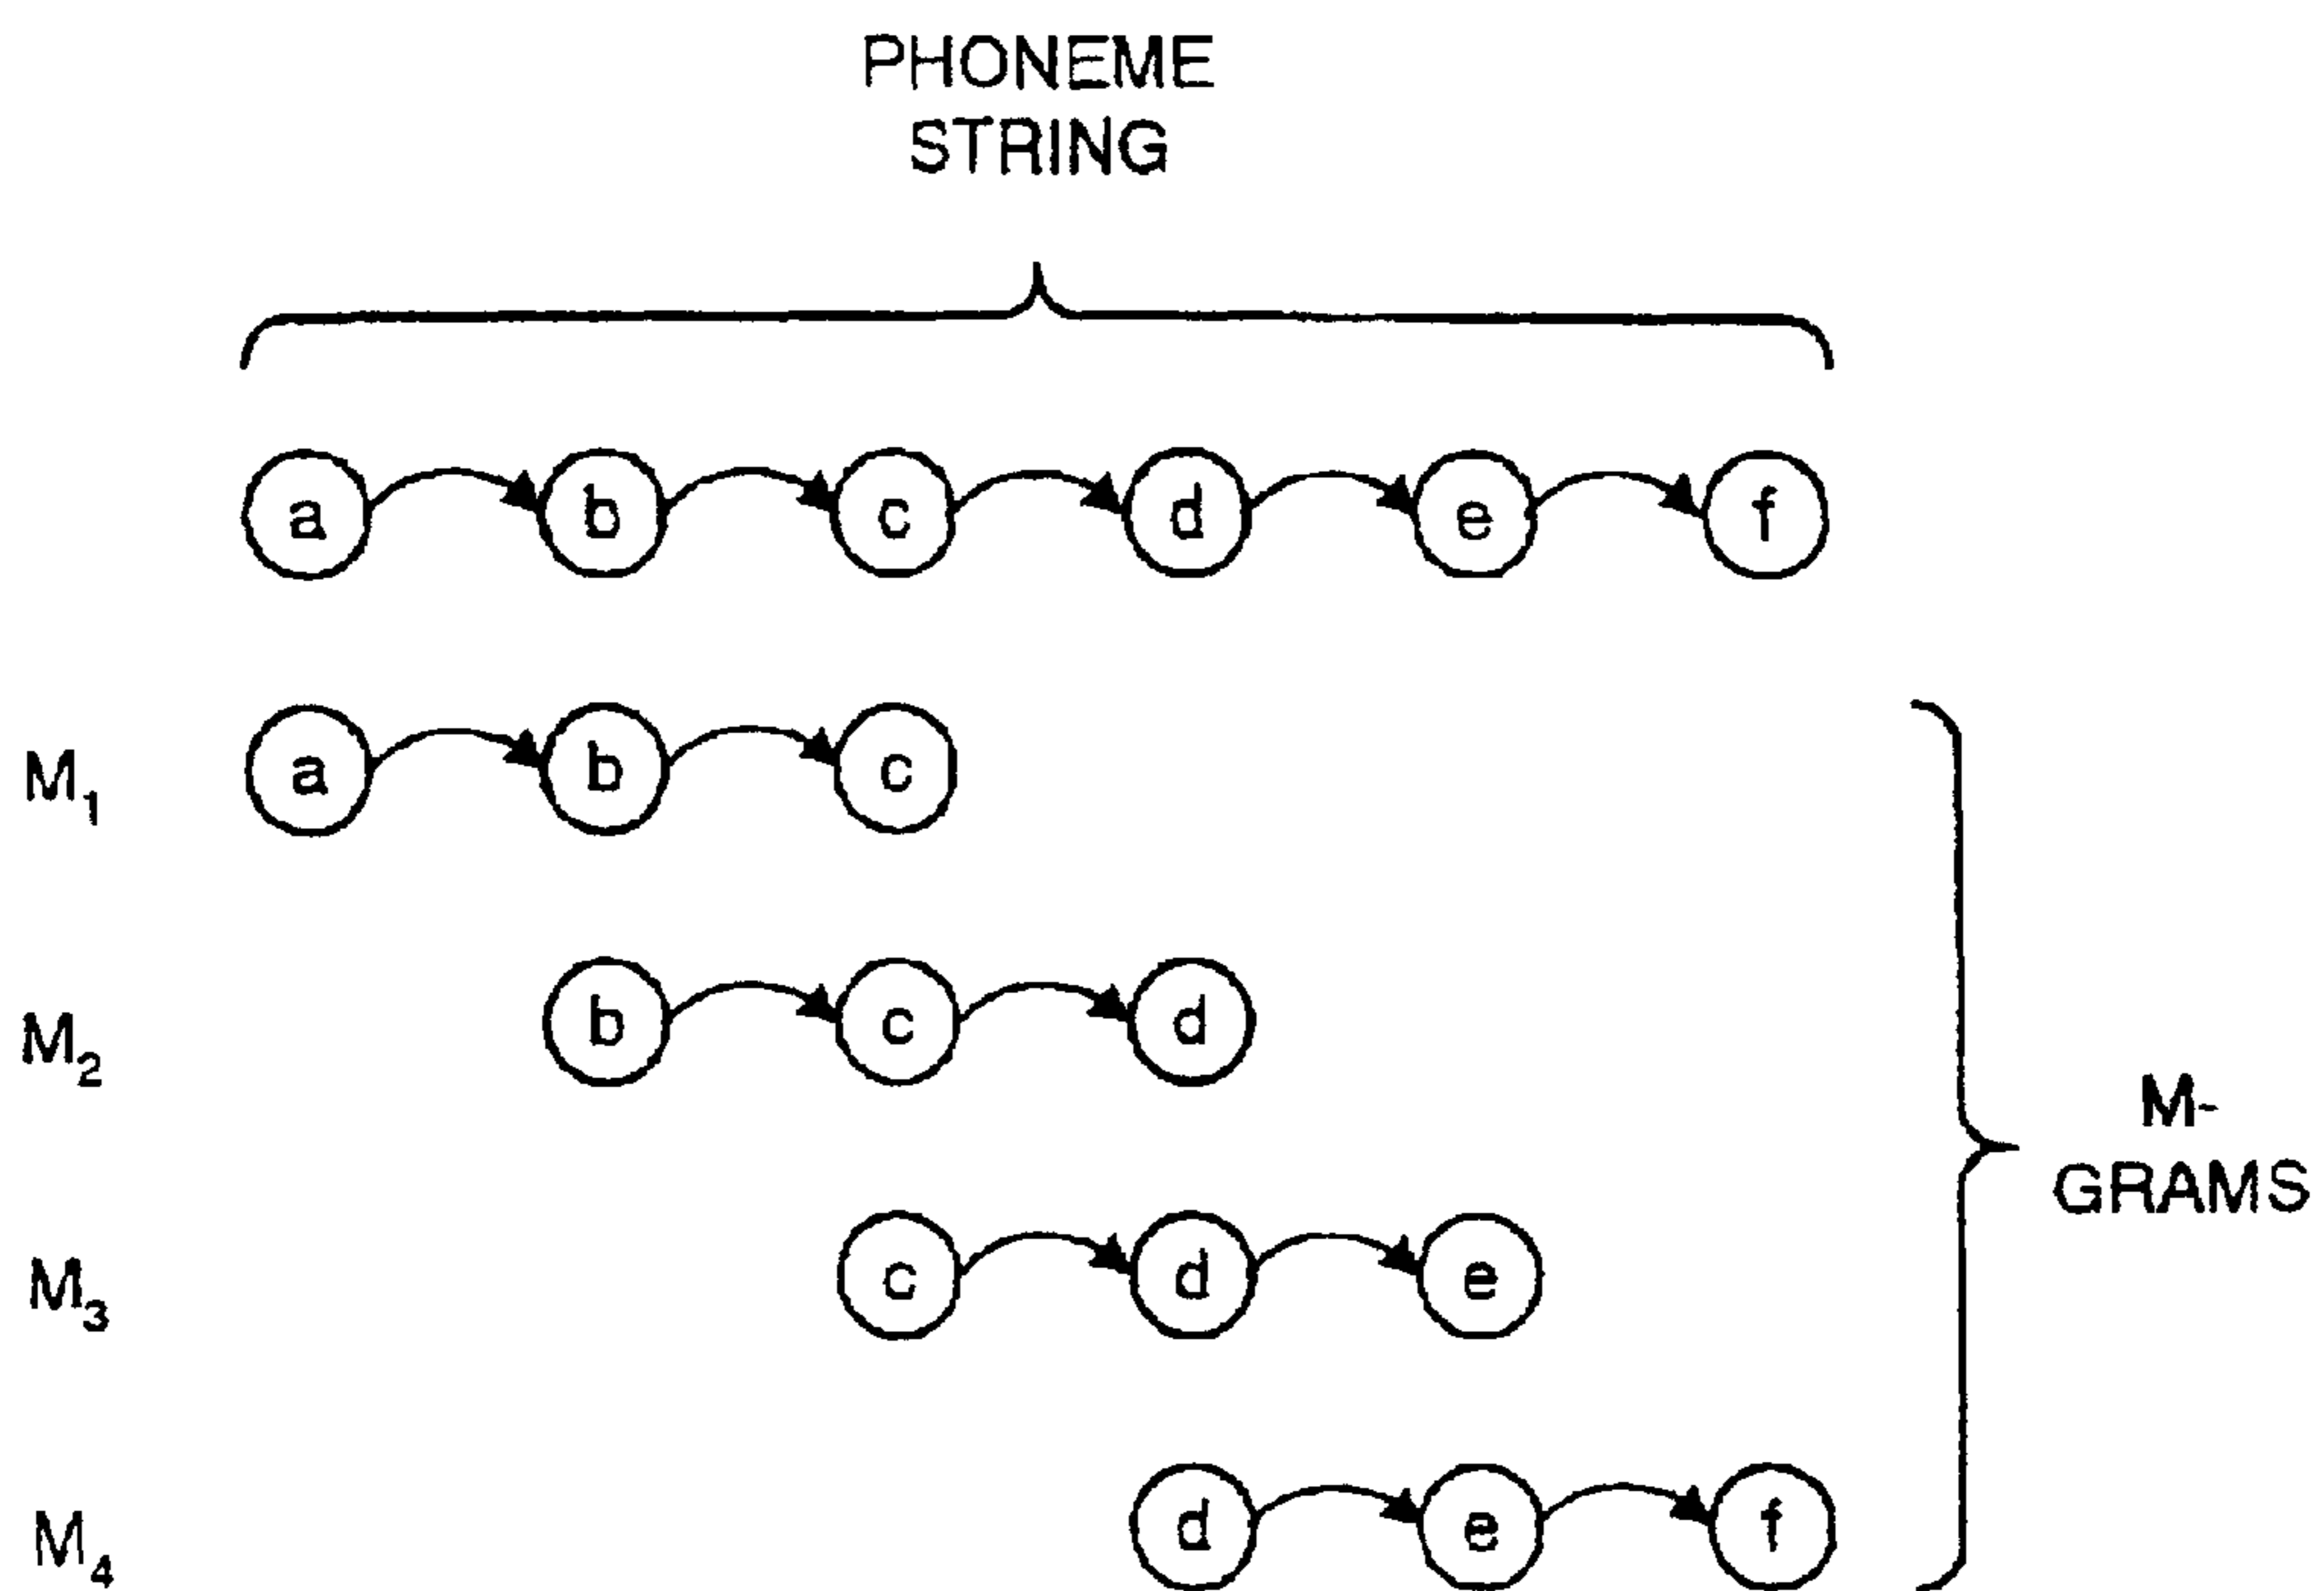 PHONEME
STRING
a b c d e f
M1 a b c
M2 b c d
M3 c d e
M-
GRAMS
M4 d e f